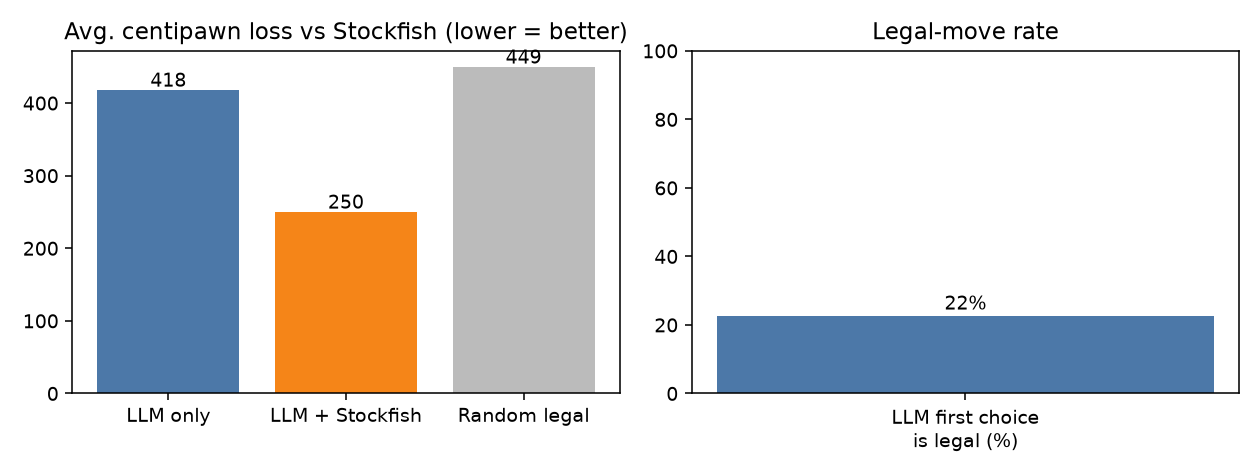 Avg. centipawn loss vs Stockfish (lower = better)
400
300
200
100
0
418
250
449
LLM only
LLM + Stockfish
Random legal
Legal-move rate
100
80
60
40
20
0
22%
LLM first choice
is legal (%)